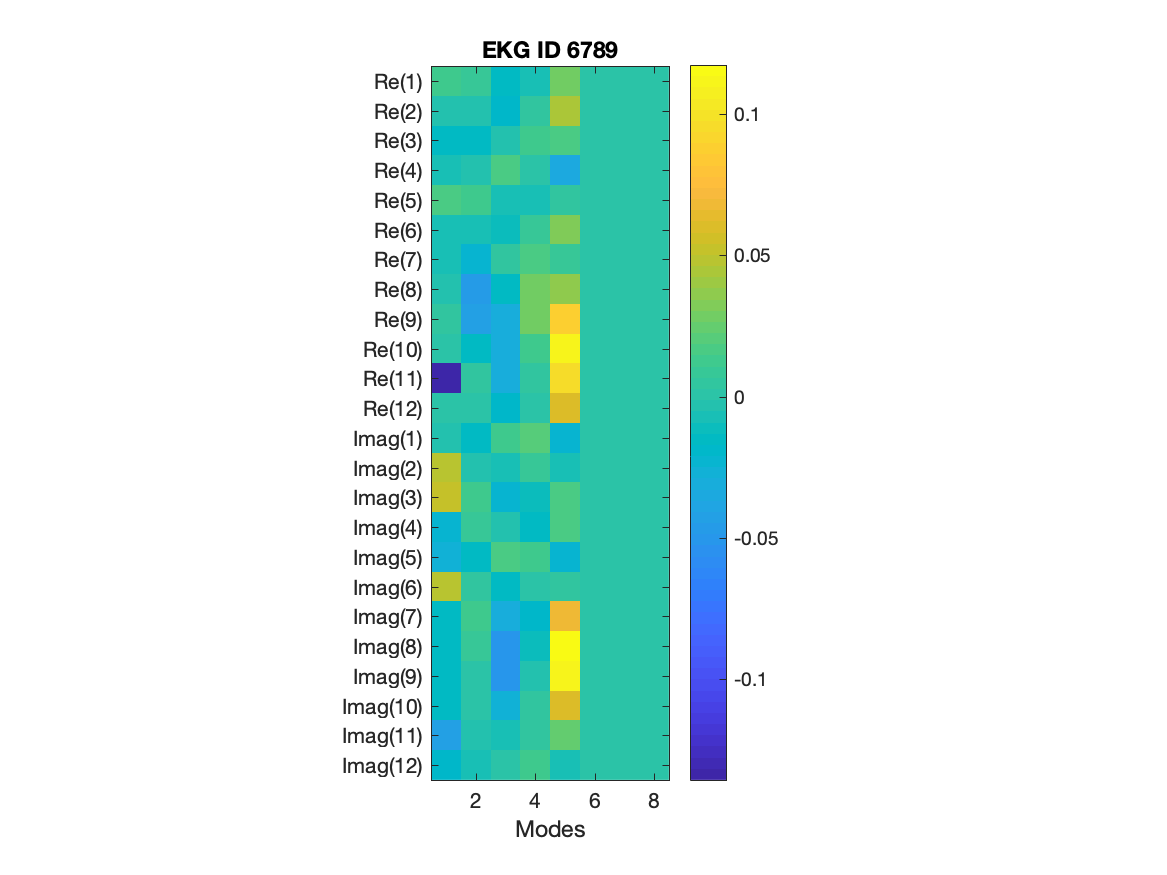 EKG ID 6789
Re(1)
Re(2)
Re(3)
Re(4)
Re(5)
Re(6)
Re(7)
Re(8)
Re(9)
Re(10)
Re(11)
Re(12)
Imag(1)
Imag(2)
Imag(3)
Imag(4)
Imag(5)
Imag(6)
Imag(7)
Imag(8)
Imag(9)
Imag(10)
Imag(11)
Imag(12)
2 4 6 8
Modes
0.1
0.05
0
-0.05
-0.1